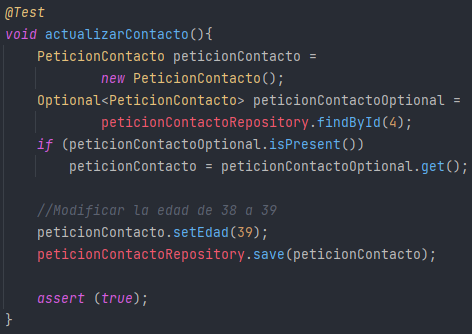 @Test
void actualizarContacto(){
    PeticionContacto peticionContacto =
            new PeticionContacto();
    Optional<PeticionContacto> peticionContactoOptional =
            peticionContactoRepository.findById(4);
    if (peticionContactoOptional.isPresent())
        peticionContacto = peticionContactoOptional.get();
    //Modificar la edad de 38 a 39
    peticionContacto.setEdad(39);
    peticionContactoRepository.save(peticionContacto);
    assert (true);
}